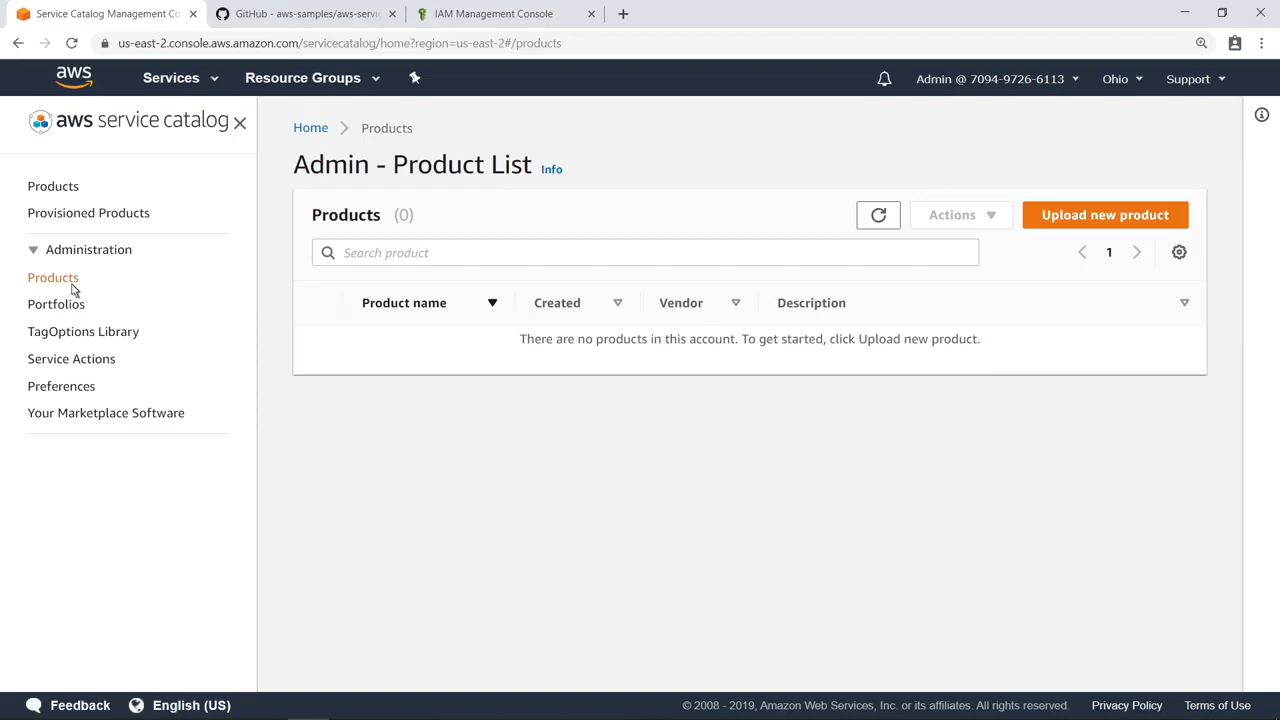 Service Catalog Management Co
GitHub - aws-samples/aws-servi
IAM Management Console
us-east-2.console.aws.amazon.com/servicecatalog/home?region=us-east-2#/products
aws
Services
Resource Groups
Admin @ 7094-9726-6113
Ohio
Support
aws service catalog
Products
Provisioned Products
Administration
Products
Portfolios
TagOptions Library
Service Actions
Preferences
Your Marketplace Software
Home
Products
Admin - Product List Info
Products (0)
Actions
Upload new product
Search product
1
Product name
Created
Vendor
Description
There are no products in this account. To get started, click Upload new product.
Feedback
English (US)
© 2008 - 2019, Amazon Web Services, Inc. or its affiliates. All rights reserved.
Privacy Policy
Terms of Use